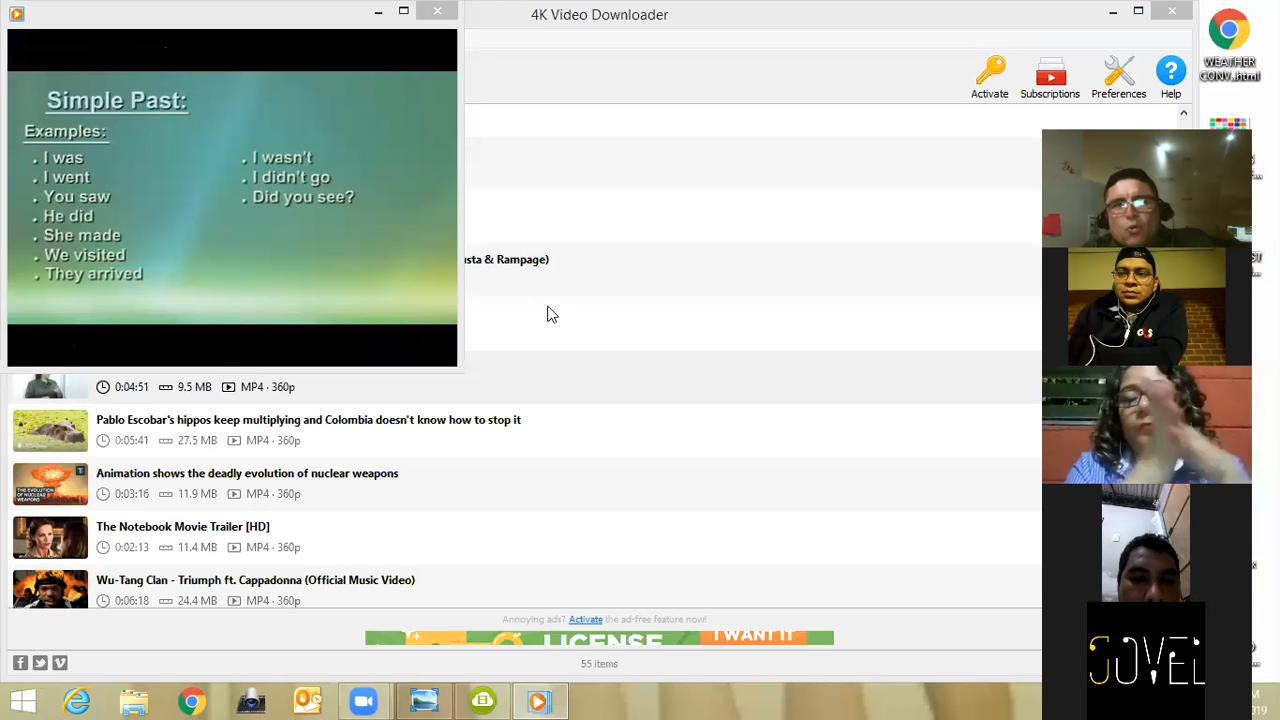 4K Video Downloader
Simple Past:
Examples:
. I was
. I went
. You saw
. He did
. She made
. We visited
. They arrived
. I wasn't
. I didn't go
. Did you see?
Activate
Subscriptions
Preferences
Help
WEATHER
CONV..html
& Rampage)
0:04:51 9.5 MB MP4 · 360p
Pablo Escobar's hippos keep multiplying and Colombia doesn't know how to stop it
0:05:41 27.5 MB MP4 · 360p
THE EVOLUTION
OF NUCLEAR
WEAPONS
Animation shows the deadly evolution of nuclear weapons
0:03:16 11.9 MB MP4 · 360p
The Notebook Movie Trailer [HD]
0:02:13 11.4 MB MP4 · 360p
Wu-Tang Clan - Triumph ft. Cappadonna (Official Music Video)
0:06:18 24.4 MB MP4 · 360p
Annoying ads? Activate the ad-free feature now!
LICENSE
I WANT IT
55 items